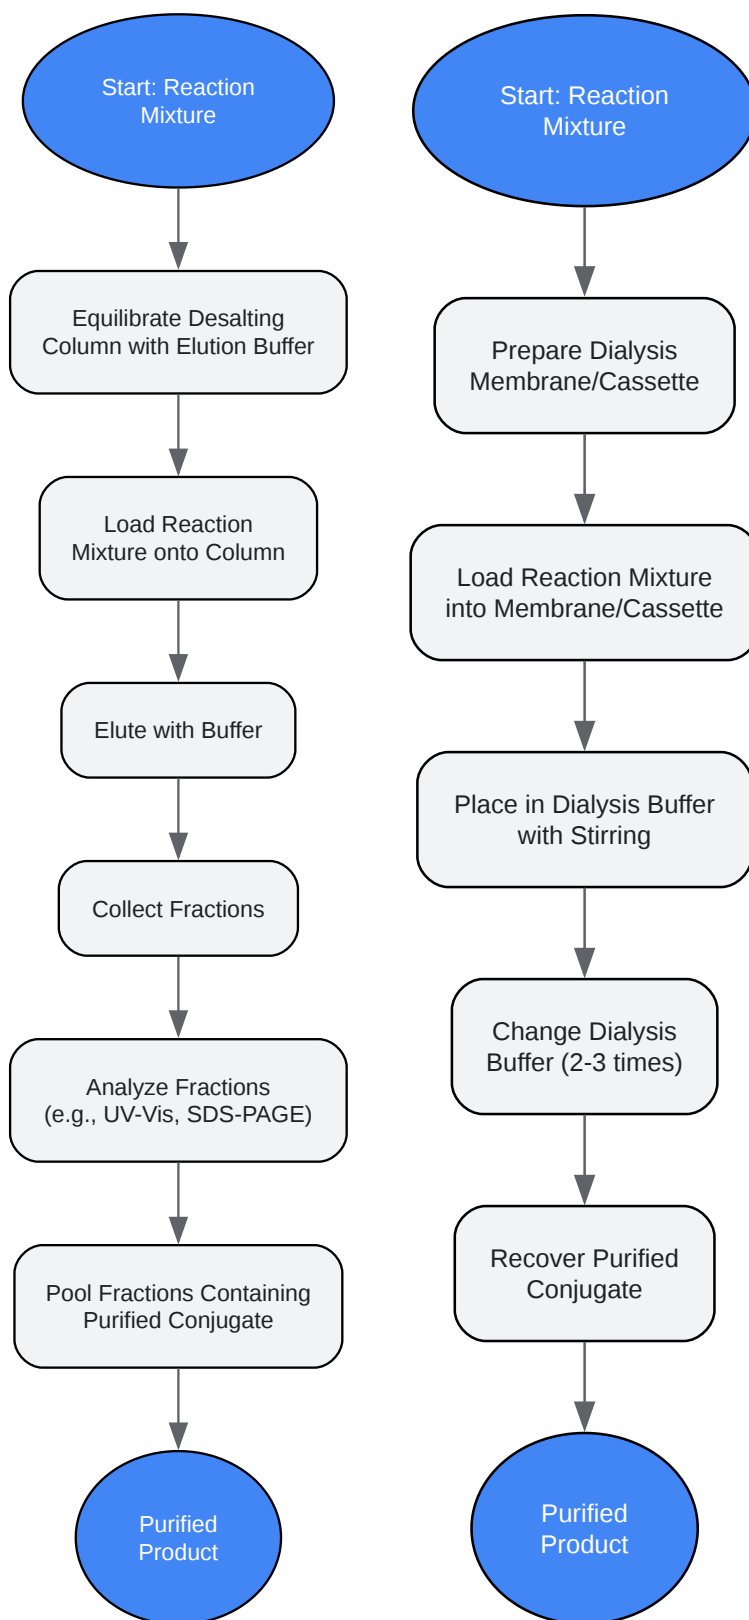 Start: Reaction
Mixture
Equilibrate Desalting
Column with Elution Buffer
Load Reaction
Mixture onto Column
Elute with Buffer
Collect Fractions
Analyze Fractions
(e.g., UV-Vis, SDS-PAGE)
Pool Fractions Containing
Purified Conjugate
Purified
Product
Start: Reaction
Mixture
Prepare Dialysis
Membrane/Cassette
Load Reaction Mixture
into Membrane/Cassette
Place in Dialysis Buffer
with Stirring
Change Dialysis
Buffer (2-3 times)
Recover Purified
Conjugate
Purified
Product